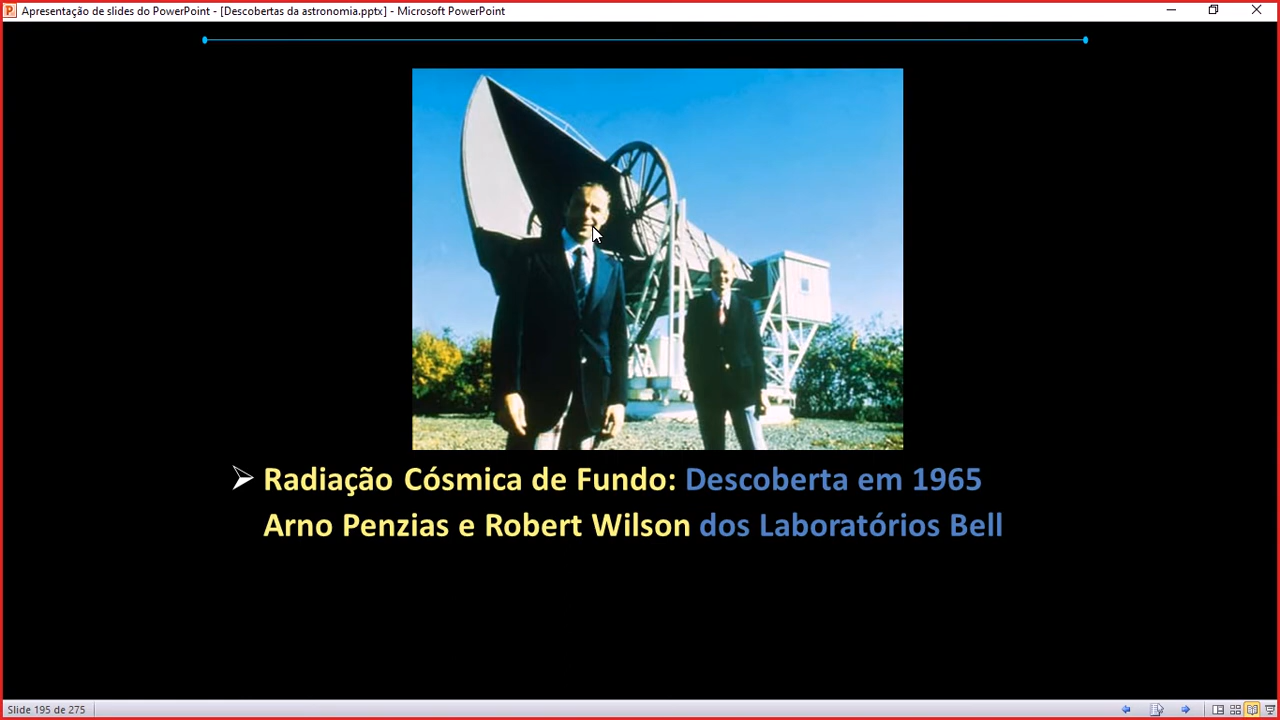 Apresentação de slides do PowerPoint - [Descobertas da astronomia.pptx] - Microsoft PowerPoint
Radiação Cósmica de Fundo: Descoberta em 1965
Arno Penzias e Robert Wilson dos Laboratórios Bell
Slide 195 de 275